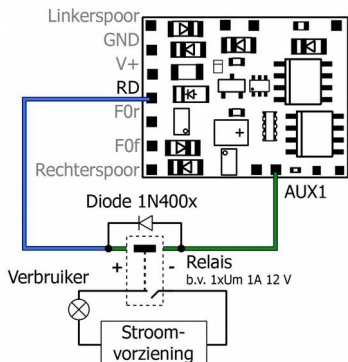 Linkerspoor
GND
V+
RD
F0r
F0f
Rechterspoor
AUX1
Diode 1N400x
+
-
Relais
b.v. 1xUm 1A 12 V
Verbruiker
Stroom-
vorziening